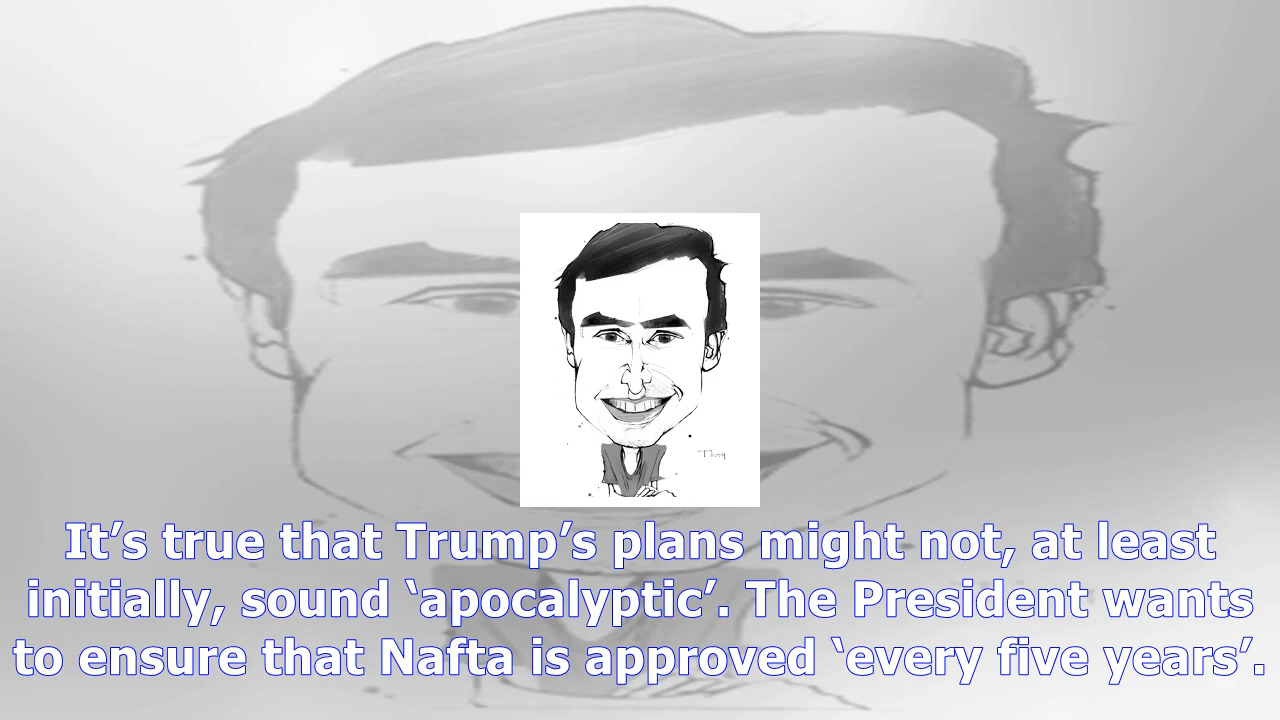 It’s true that Trump’s plans might not, at least
initially, sound ‘apocalyptic’. The President wants
to ensure that Nafta is approved ‘every five years’.